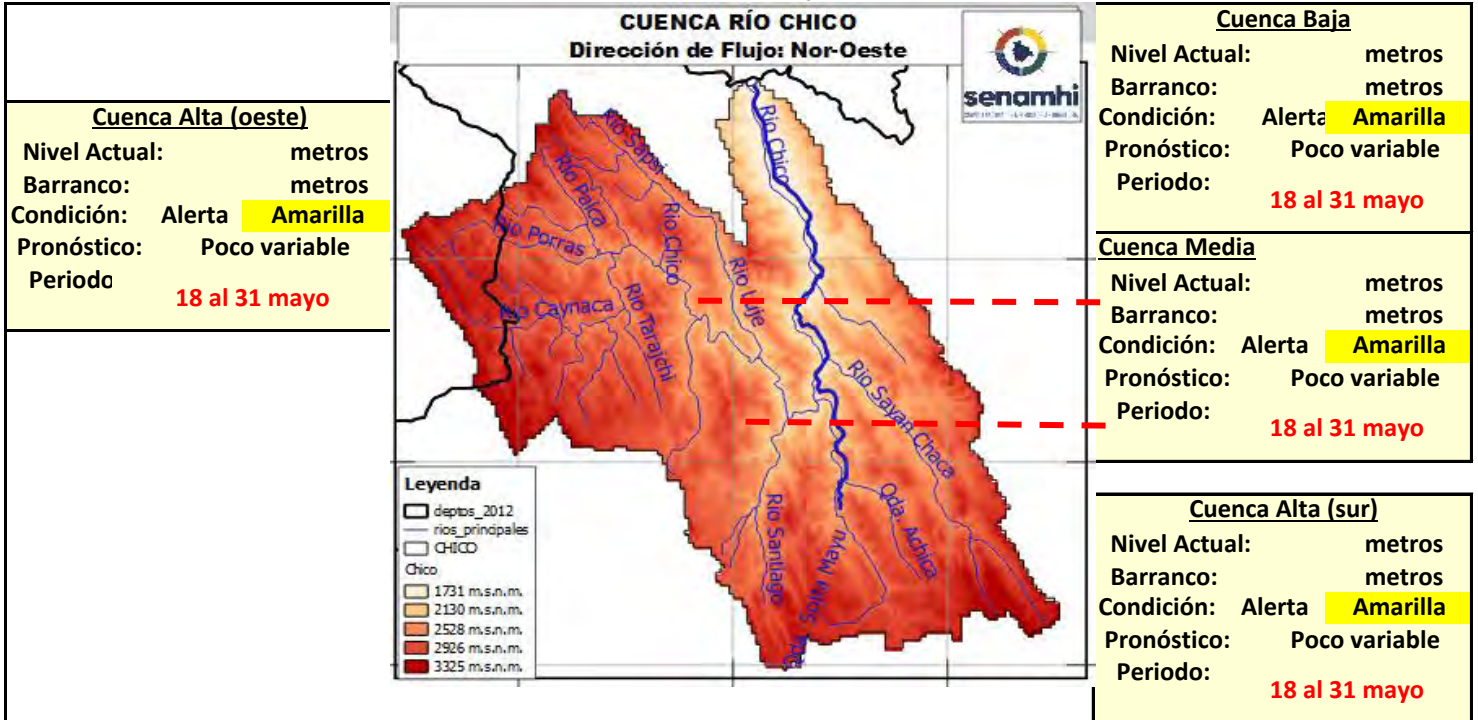 CUENCA RÍO CHICO
Dirección de Flujo: Nor-Oeste
senamhi
Cuenca Alta (oeste)
Nivel Actual: metros
Barranco: metros
Condición: Alerta Amarilla
Pronóstico: Poco variable
Periodo
18 al 31 mayo
Río Sapsi
Río Palca
Río Porras
Río Chico
Río Caynaca
Río Tarajchi
Río Luje
Río Chico
Río Sayan Chaca
Qda. Achica
Río Santiago
Mayu
Leyenda
deptos_2012
rios_principales
CHICO
Chico
1731 m.s.n.m.
2130 m.s.n.m.
2528 m.s.n.m.
2926 m.s.n.m.
3325 m.s.n.m.
Cuenca Baja
Nivel Actual: metros
Barranco: metros
Condición: Alerta Amarilla
Pronóstico: Poco variable
Periodo:
18 al 31 mayo
Cuenca Media
Nivel Actual: metros
Barranco: metros
Condición: Alerta Amarilla
Pronóstico: Poco variable
Periodo:
18 al 31 mayo
Cuenca Alta (sur)
Nivel Actual: metros
Barranco: metros
Condición: Alerta Amarilla
Pronóstico: Poco variable
Periodo:
18 al 31 mayo